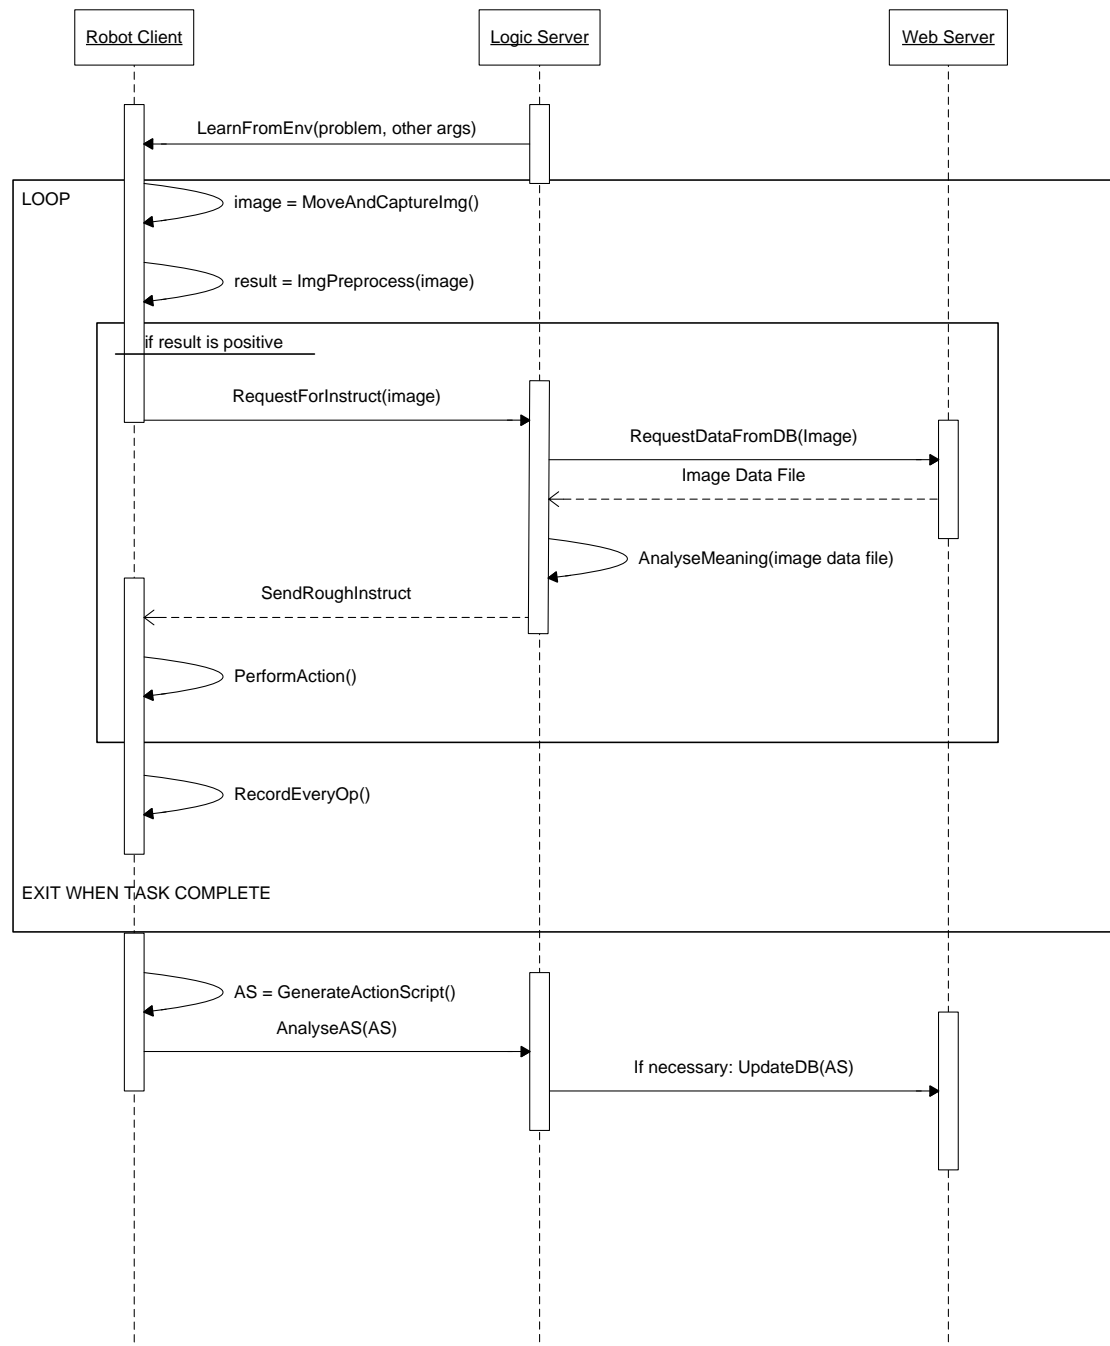 Robot Client
Logic Server
Web Server
LearnFromEnv(problem, other args)
LOOP
image = MoveAndCaptureImg()
result = ImgPreprocess(image)
if result is positive
RequestForInstruct(image)
RequestDataFromDB(Image)
Image Data File
AnalyseMeaning(image data file)
SendRoughInstruct
PerformAction()
RecordEveryOp()
EXIT WHEN TASK COMPLETE
AS = GenerateActionScript()
AnalyseAS(AS)
If necessary: UpdateDB(AS)